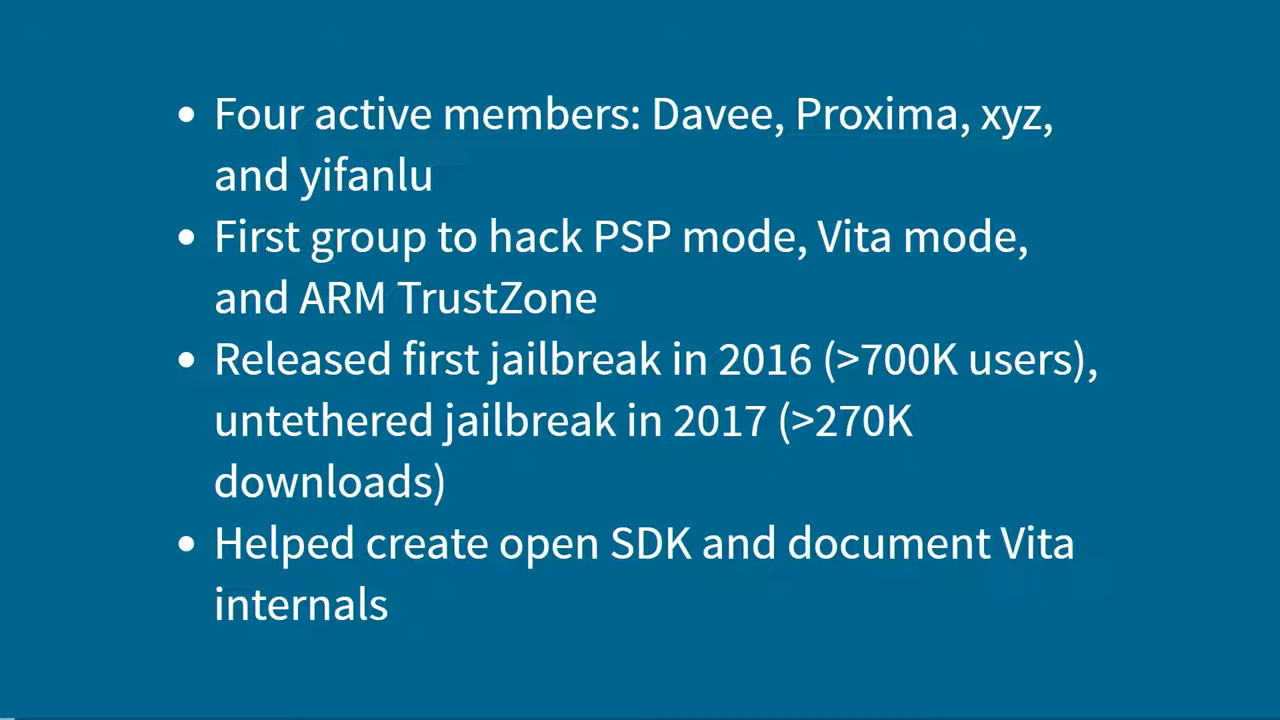 • Four active members: Davee, Proxima, xyz,
and yifanlu
• First group to hack PSP mode, Vita mode,
and ARM TrustZone
• Released first jailbreak in 2016 (>700K users),
untethered jailbreak in 2017 (>270K
downloads)
• Helped create open SDK and document Vita
internals